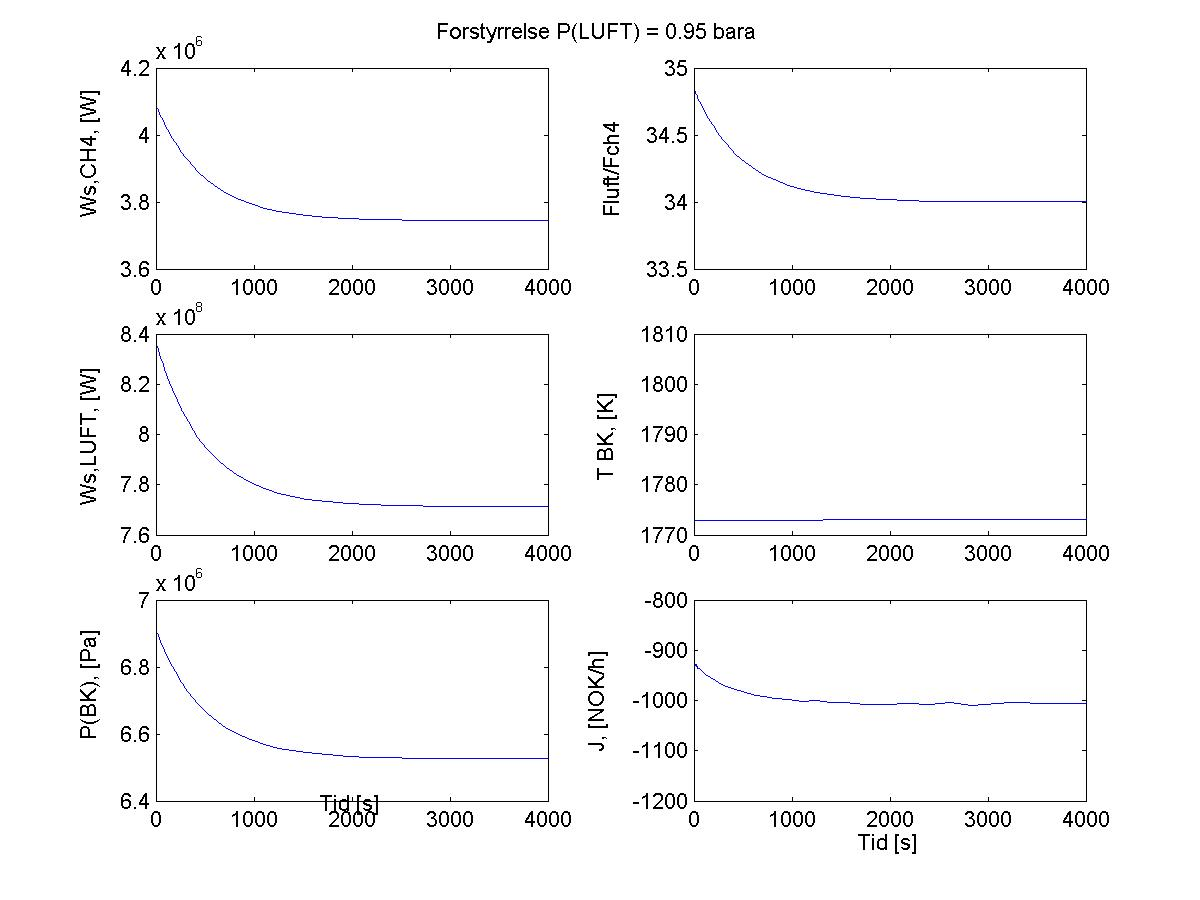 Forstyrrelse P(LUFT) = 0.95 bara
x 10^6
4.2
4
3.8
3.6
Ws,CH4, [W]
0 1000 2000 3000 4000
35
34.5
34
33.5
Fluft/Fch4
0 1000 2000 3000 4000
x 10^8
8.4
8.2
8
7.8
7.6
Ws,LUFT, [W]
0 1000 2000 3000 4000
1810
1800
1790
1780
1770
T BK, [K]
0 1000 2000 3000 4000
x 10^6
7
6.8
6.6
6.4
P(BK), [Pa]
Tid [s]
0 1000 2000 3000 4000
-800
-900
-1000
-1100
-1200
J, [NOK/h]
0 1000 2000 3000 4000
Tid [s]